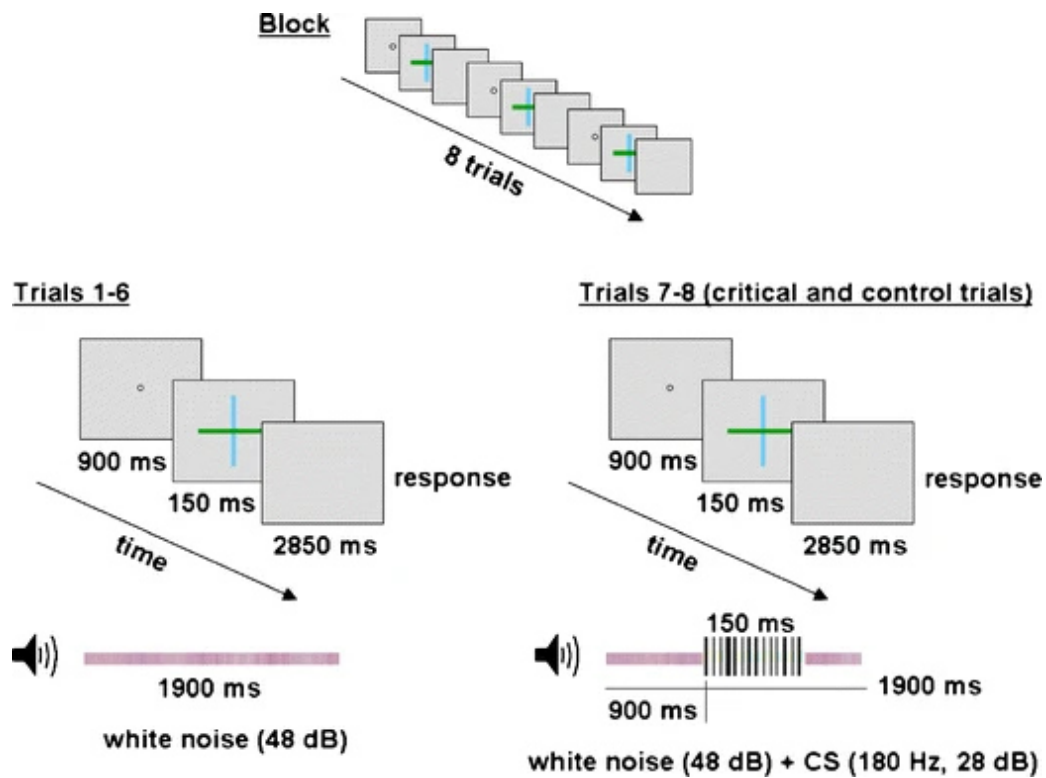 Block
8 trials
Trials 1-6
Trials 7-8 (critical and control trials)
900 ms
150 ms
2850 ms
response
time
900 ms
150 ms
2850 ms
response
time
1900 ms
white noise (48 dB)
150 ms
1900 ms
900 ms
white noise (48 dB) + CS (180 Hz, 28 dB)